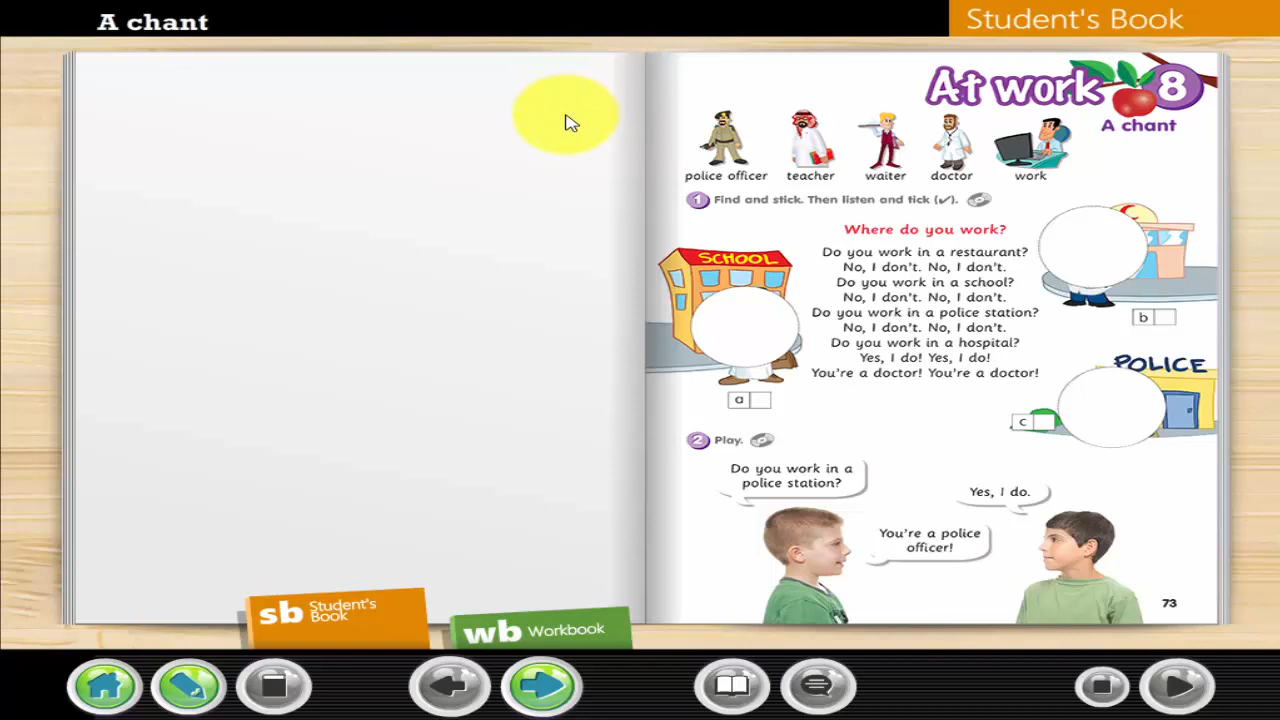 A chant
Student's Book
At work 8
A chant
police officer teacher waiter doctor work
1 Find and stick. Then listen and tick (✓).
Where do you work?
Do you work in a restaurant?
No, I don't. No, I don't.
Do you work in a school?
No, I don't. No, I don't.
Do you work in a police station?
No, I don't. No, I don't.
Do you work in a hospital?
Yes, I do! Yes, I do!
You're a doctor! You're a doctor!
SCHOOL
a
b
POLICE
c
2 Play.
Do you work in a
police station?
Yes, I do.
You're a police
officer!
73
sb Student's
Book
wb Workbook